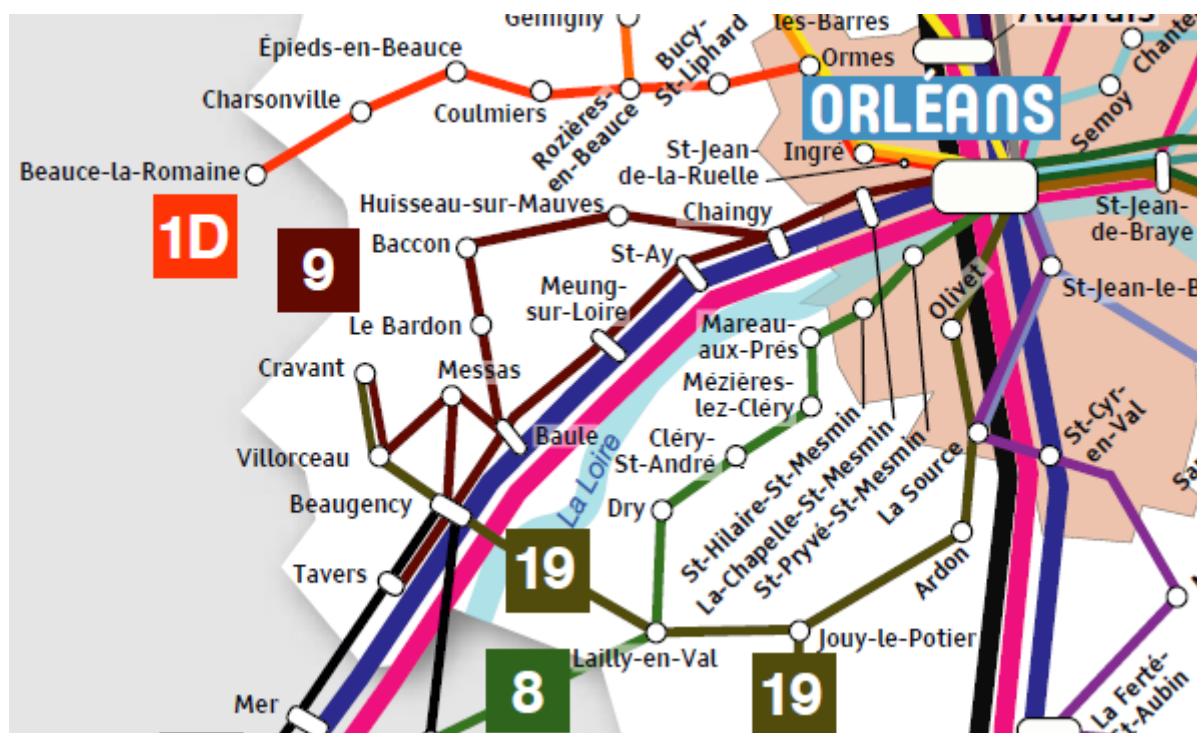 Gémigny
les-Barres
Aubrais
Épieds-en-Beauce
Bucy-
St-Liphard
Ormes
Chante
Charsonville
Coulmiers
ORLÉANS
Semoy
Rozières-
en-Beauce
St-Jean-
de-la-Ruelle
Ingré
Beauce-la-Romaine
1D
Huisseau-sur-Mauves
Chaingy
St-Jean-
de-Braye
9
Baccon
St-Ay
Olivet
St-Jean-le-B
Meung-
sur-Loire
Le Bardon
Mareau-
aux-Prés
Cravant
Messas
Mézières-
lez-Cléry
St-Cyr-
en-Val
Baule
Cléry-
St-André
Villorceau
La Loire
St-Hilaire-St-Mesmin
La-Chapelle-St-Mesmin
St-Pryvé-St-Mesmin
La Source
Beaugency
Dry
19
Ardon
Tavers
Jouy-le-Potier
Lailly-en-Val
8
19
Mer
La Ferté-
St-Aubin